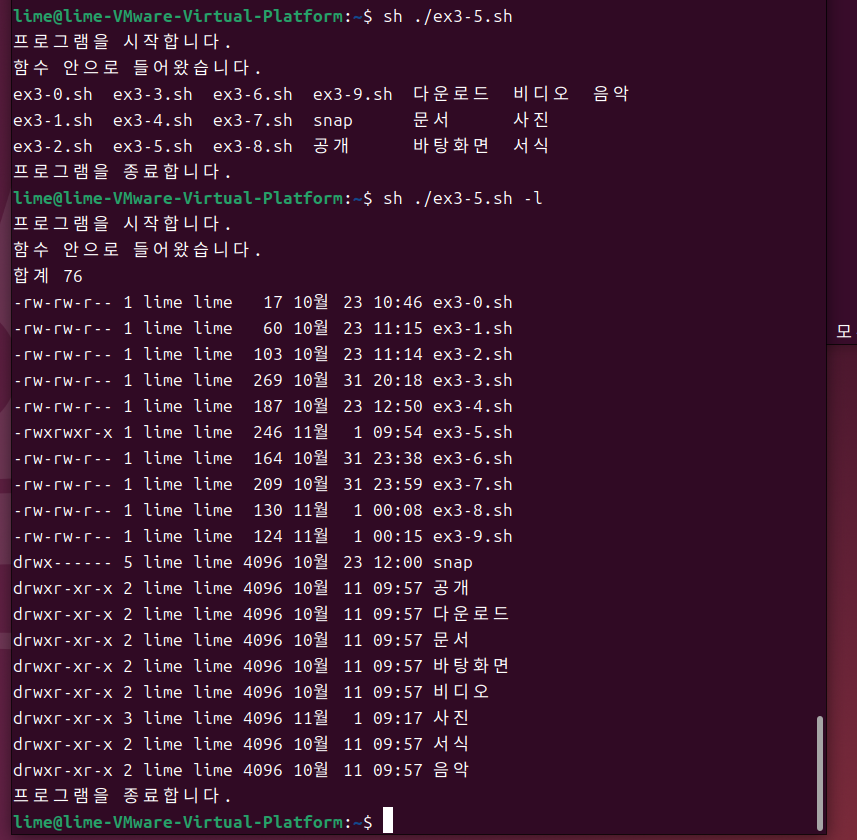 lime@lime-VMware-Virtual-Platform:~$ sh ./ex3-5.sh
프로그램을 시작합니다.
함수 안으로 들어왔습니다.
ex3-0.sh  ex3-3.sh  ex3-6.sh  ex3-9.sh  다운로드  비디오  음악
ex3-1.sh  ex3-4.sh  ex3-7.sh  snap      문서      사진
ex3-2.sh  ex3-5.sh  ex3-8.sh  공개      바탕화면  서식
프로그램을 종료합니다.
lime@lime-VMware-Virtual-Platform:~$ sh ./ex3-5.sh -l
프로그램을 시작합니다.
함수 안으로 들어왔습니다.
합계 76
-rw-rw-r-- 1 lime lime   17 10월 23 10:46 ex3-0.sh
-rw-rw-r-- 1 lime lime   60 10월 23 11:15 ex3-1.sh
-rw-rw-r-- 1 lime lime  103 10월 23 11:14 ex3-2.sh
-rw-rw-r-- 1 lime lime  269 10월 31 20:18 ex3-3.sh
-rw-rw-r-- 1 lime lime  187 10월 23 12:50 ex3-4.sh
-rwxrwxr-x 1 lime lime  246 11월  1 09:54 ex3-5.sh
-rw-rw-r-- 1 lime lime  164 10월 31 23:38 ex3-6.sh
-rw-rw-r-- 1 lime lime  209 10월 31 23:59 ex3-7.sh
-rw-rw-r-- 1 lime lime  130 11월  1 00:08 ex3-8.sh
-rw-rw-r-- 1 lime lime  124 11월  1 00:15 ex3-9.sh
drwx------ 5 lime lime 4096 10월 23 12:00 snap
drwxr-xr-x 2 lime lime 4096 10월 11 09:57 공개
drwxr-xr-x 2 lime lime 4096 10월 11 09:57 다운로드
drwxr-xr-x 2 lime lime 4096 10월 11 09:57 문서
drwxr-xr-x 2 lime lime 4096 10월 11 09:57 바탕화면
drwxr-xr-x 2 lime lime 4096 10월 11 09:57 비디오
drwxr-xr-x 3 lime lime 4096 11월  1 09:17 사진
drwxr-xr-x 2 lime lime 4096 10월 11 09:57 서식
drwxr-xr-x 2 lime lime 4096 10월 11 09:57 음악
프로그램을 종료합니다.
lime@lime-VMware-Virtual-Platform:~$
모